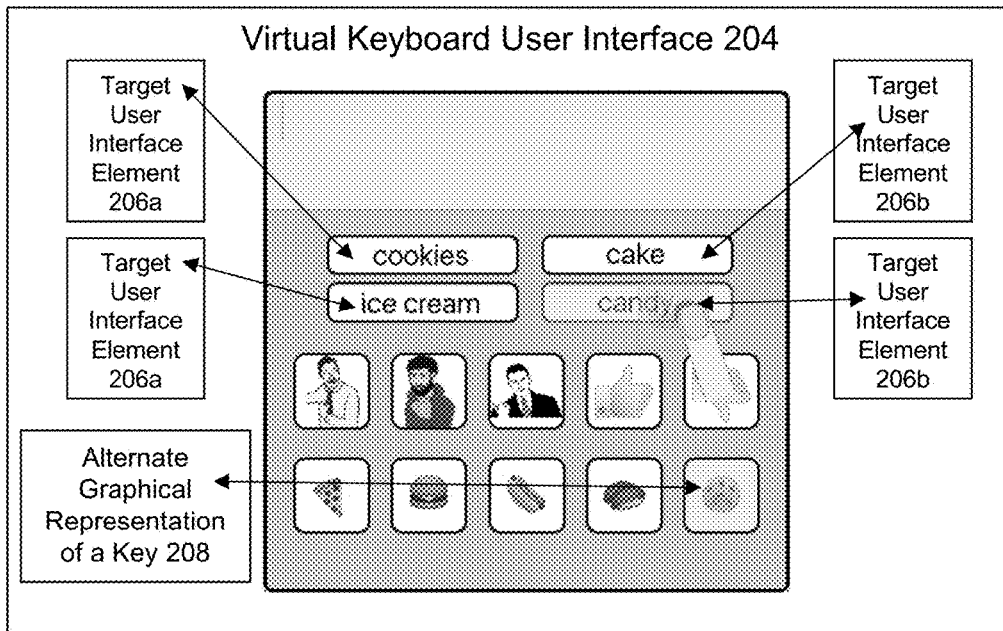 Virtual Keyboard User Interface 204
Target
User
Interface
Element
206a
Target
User
Interface
Element
206b
cookies
cake
ice cream
candy
Target
User
Interface
Element
206a
Target
User
Interface
Element
206b
Alternate
Graphical
Representation
of a Key 208